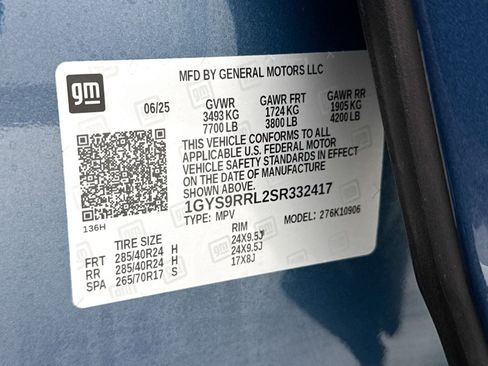 gm
MFD BY GENERAL MOTORS LLC
06/25 GVWR GAWR FRT GAWR RR
3493 KG 1724 KG 1905 KG
7700 LB 3800 LB 4200 LB
THIS VEHICLE CONFORMS TO ALL
APPLICABLE U.S. FEDERAL MOTOR
VEHICLE SAFETY STANDARDS IN EFFECT
ON THE DATE OF MANUFACTURE
SHOWN ABOVE.
1GYS9RRL2SR332417
136H TYPE: MPV MODEL: 276K10906
TIRE SIZE RIM
FRT 285/40R24 H 24X9.5J
RR 285/40R24 H 24X9.5J
SPA 265/70R17 S 17X8J